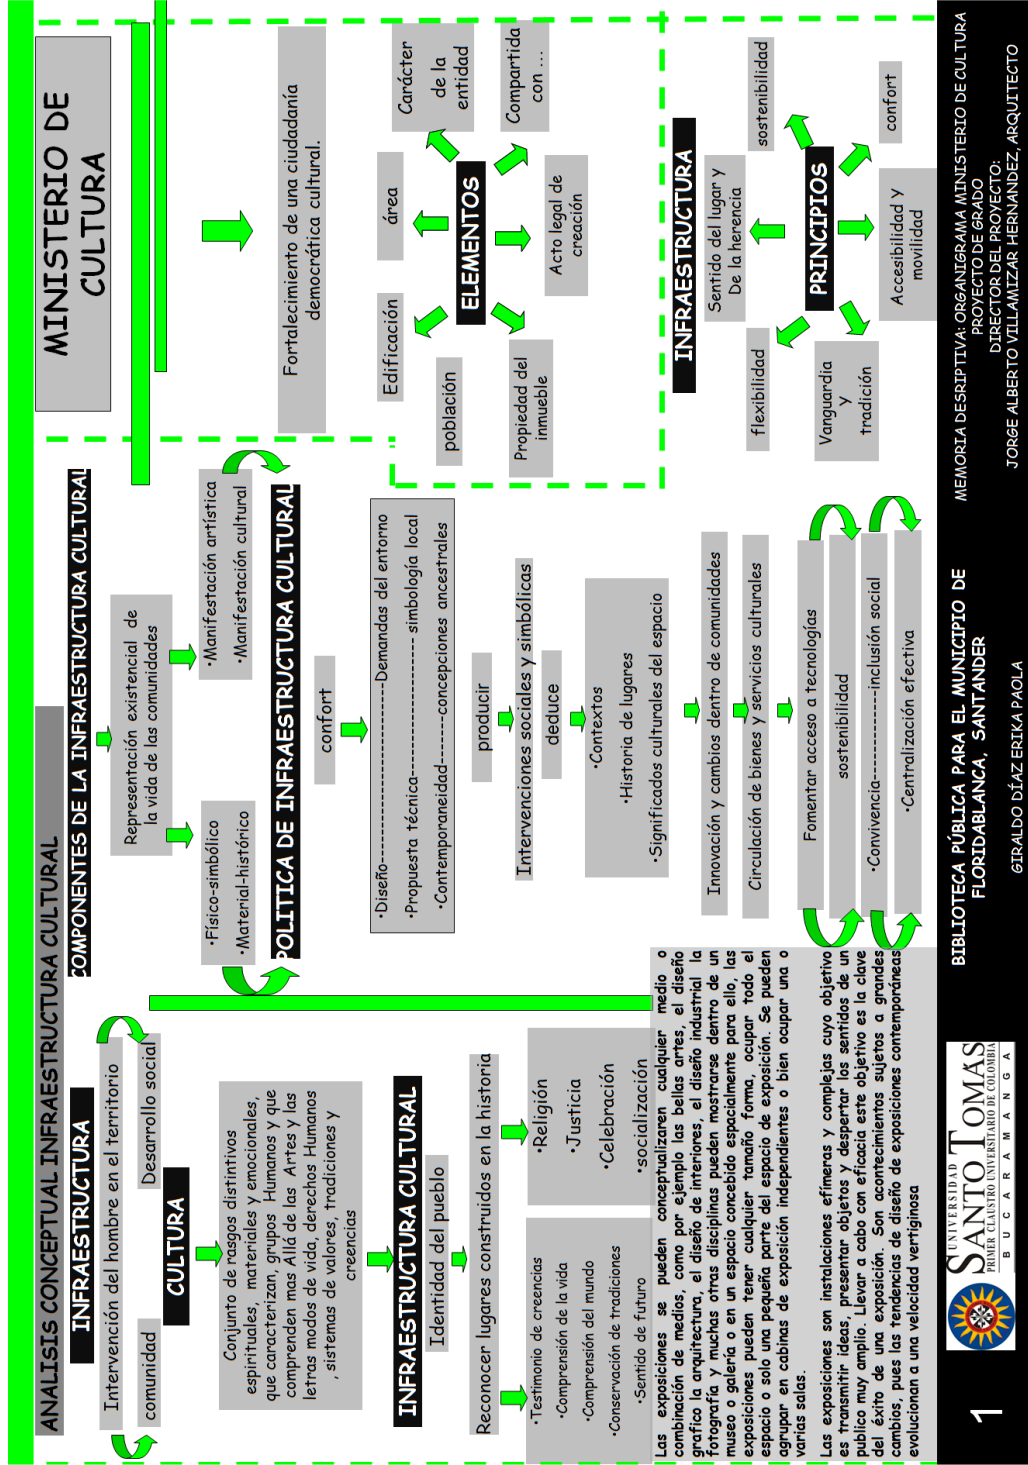 ANALISIS CONCEPTUAL INFRAESTRUCTURA CULTURAL
INFRAESTRUCTURA
Intervención del hombre en el territorio
comunidad
Desarrollo social
CULTURA
Conjunto de rasgos distintivos
espirituales, materiales y emocionales,
que caracterizan, grupos Humanos y que
comprenden mas Allá de las Artes y las
letras modos de vida, derechos Humanos
, sistemas de valores, tradiciones y
creencias
INFRAESTRUCTURA CULTURAL
Identidad del pueblo
Reconocer lugares construidos en la historia
•Testimonio de creencias
•Comprensión de la vida
•Comprensión del mundo
•Conservación de tradiciones
•Sentido de futuro
•Religión
•Justicia
•Celebración
•socialización
Las exposiciones se pueden conceptualizaren cualquier medio o
combinación de medios, como por ejemplo las bellas artes, el diseño
grafico la arquitectura, el diseño de interiores, el diseño industrial la
fotografía y muchas otras disciplinas pueden mostrarse dentro de un
museo o galería o en un espacio concebido espacialmente para ello, las
exposiciones pueden tener cualquier tamaño forma, ocupar todo el
espacio o solo una pequeña parte del espacio de exposición. Se pueden
agrupar en cabinas de exposición independientes o bien ocupar una o
varias salas.
Las exposiciones son instalaciones efímeras y complejas cuyo objetivo
es transmitir ideas, presentar objetos y despertar los sentidos de un
publico muy amplio. Llevar a cabo con eficacia este objetivo es la clave
del éxito de una exposición. Son acontecimientos sujetos a grandes
cambios, pues las tendencias de diseño de exposiciones contemporáneas
evolucionan a una velocidad vertiginosa
COMPONENTES DE LA INFRAESTRUCTURA CULTURAL
Representación existencial de
la vida de las comunidades
•Físico-simbólico
•Material-histórico
•Manifestación artística
•Manifestación cultural
POLITICA DE INFRAESTRUCTURA CULTURAL
confort
•Diseño-------------------------Demandas del entorno
•Propuesta técnica------------------- simbología local
•Contemporaneidad------concepciones ancestrales
producir
Intervenciones sociales y simbólicas
deduce
•Contextos
•Historia de lugares
•Significados culturales del espacio
Innovación y cambios dentro de comunidades
Circulación de bienes y servicios culturales
Fomentar acceso a tecnologías
sostenibilidad
•Convivencia-----------inclusión social
•Centralización efectiva
MINISTERIO DE
CULTURA
Fortalecimiento de una ciudadanía
democrática cultural.
Edificación
área
Carácter
de la
entidad
población
ELEMENTOS
Compartida
con ...
Propiedad del
inmueble
Acto legal de
creación
INFRAESTRUCTURA
flexibilidad
Sentido del lugar y
De la herencia
sostenibilidad
PRINCIPIOS
Vanguardia
y
tradición
Accesibilidad y
movilidad
confort
1
UNIVERSIDAD
SANTO TOMAS
PRIMER CLAUSTRO UNIVERSITARIO DE COLOMBIA
BUCARAMANGA
BIBLIOTECA PÚBLICA PARA EL MUNICIPIO DE
FLORIDABLANCA, SANTANDER
GIRALDO DÍAZ ERIKA PAOLA
MEMORIA DESRIPTIVA: ORGANIGRAMA MINISTERIO DE CULTURA
PROYECTO DE GRADO
DIRECTOR DEL PROYECTO:
JORGE ALBERTO VILLAMIZAR HERNANDEZ, ARQUITECTO